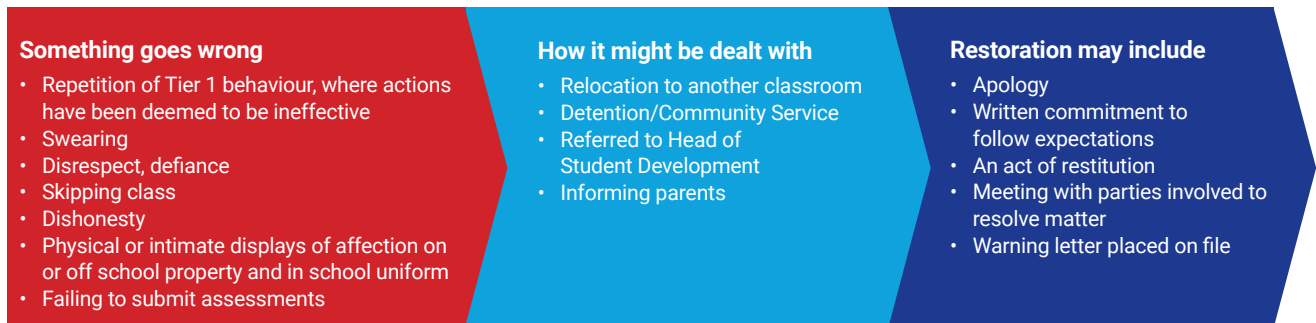 Something goes wrong
• Repetition of Tier 1 behaviour, where actions
have been deemed to be ineffective
• Swearing
• Disrespect, defiance
• Skipping class
• Dishonesty
• Physical or intimate displays of affection on
or off school property and in school uniform
• Failing to submit assessments
How it might be dealt with
• Relocation to another classroom
• Detention/Community Service
• Referred to Head of
Student Development
• Informing parents
Restoration may include
• Apology
• Written commitment to
follow expectations
• An act of restitution
• Meeting with parties involved to
resolve matter
• Warning letter placed on file